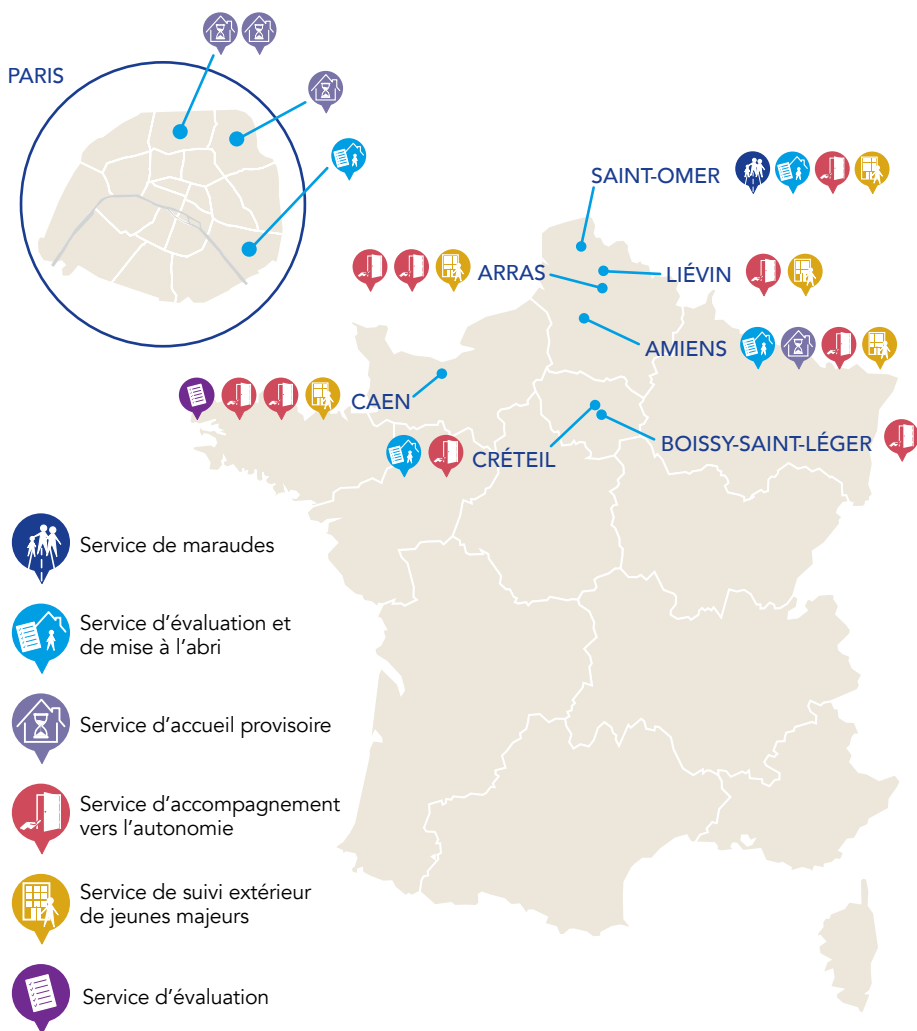 PARIS
SAINT-OMER
ARRAS
LIÉVIN
AMIENS
CAEN
BOISSY-SAINT-LÉGER
CRÉTEIL
Service de maraudes
Service d’évaluation et
de mise à l’abri
Service d’accueil provisoire
Service d’accompagnement
vers l’autonomie
Service de suivi extérieur
de jeunes majeurs
Service d’évaluation